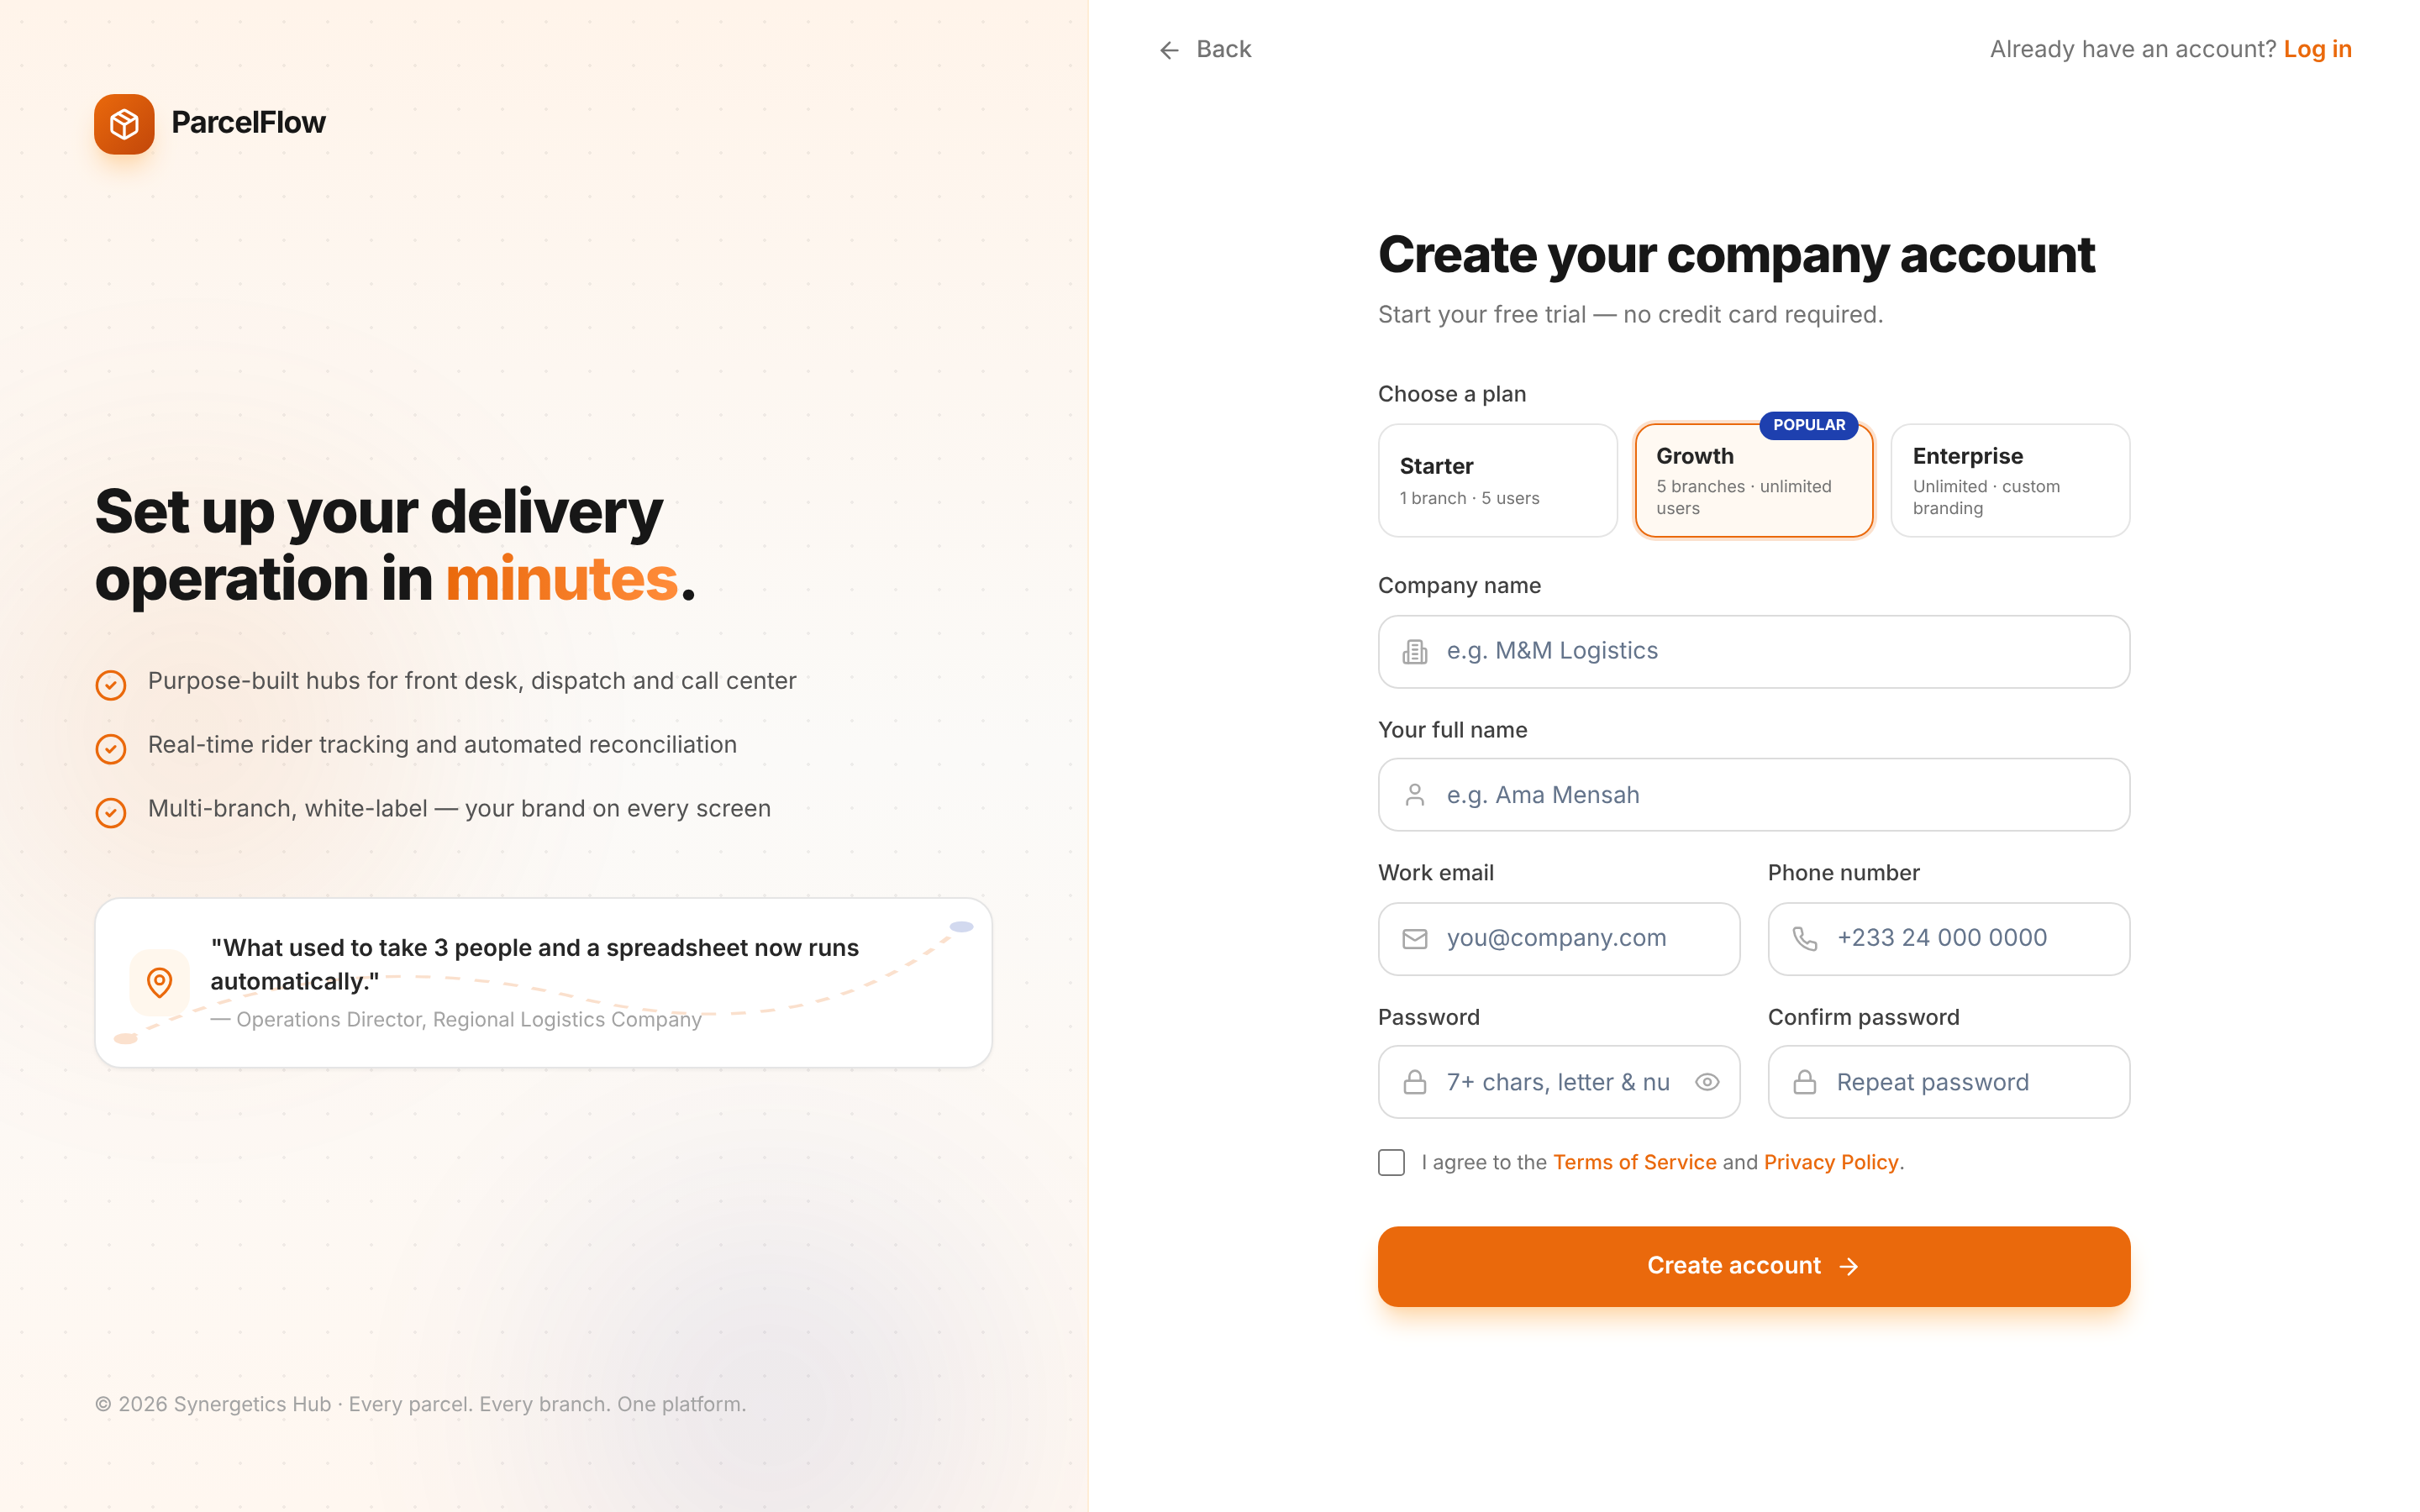 ParcelFlow
Set up your delivery
operation in minutes.
Purpose-built hubs for front desk, dispatch and call center
Real-time rider tracking and automated reconciliation
Multi-branch, white-label — your brand on every screen
"What used to take 3 people and a spreadsheet now runs
automatically."
— Operations Director, Regional Logistics Company
© 2026 Synergetics Hub · Every parcel. Every branch. One platform.
Back
Already have an account? Log in
Create your company account
Start your free trial — no credit card required.
Choose a plan
Starter
1 branch · 5 users
POPULAR
Growth
5 branches · unlimited
users
Enterprise
Unlimited · custom
branding
Company name
e.g. M&M Logistics
Your full name
e.g. Ama Mensah
Work email
you@company.com
Phone number
+233 24 000 0000
Password
7+ chars, letter & nu
Confirm password
Repeat password
I agree to the Terms of Service and Privacy Policy.
Create account